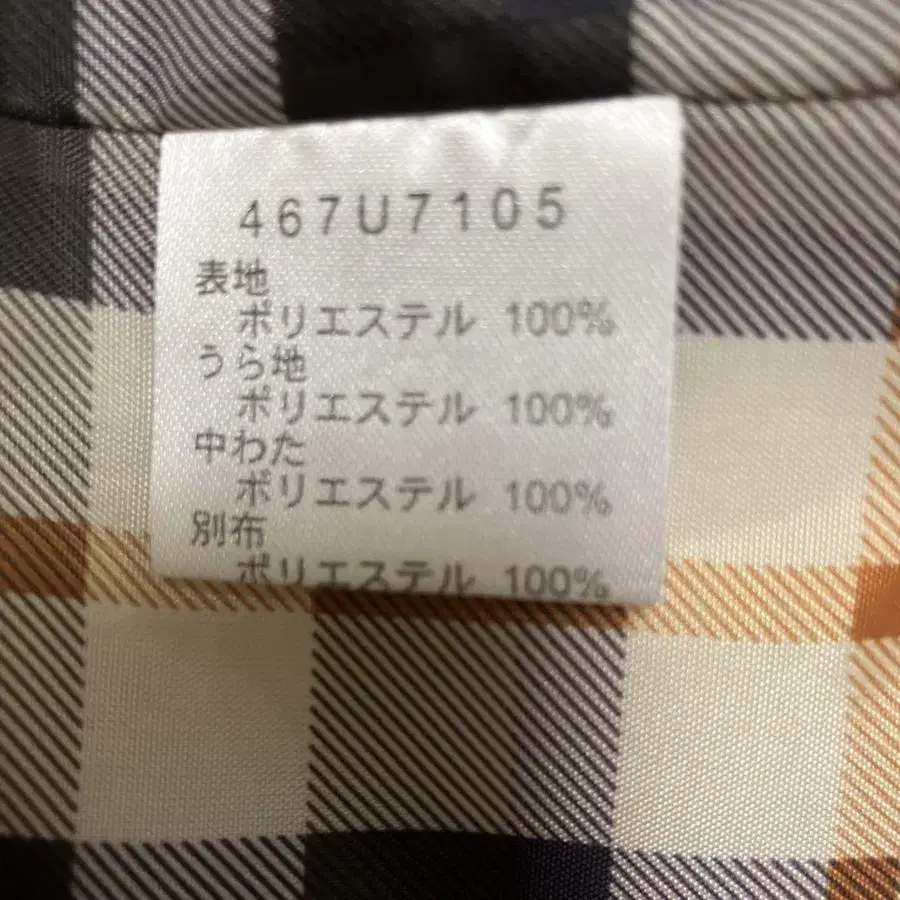 467U7105
表地
ポリエステル 100%
うら地
ポリエステル 100%
中わた
ポリエステル 100%
別布
ポリエステル 100%